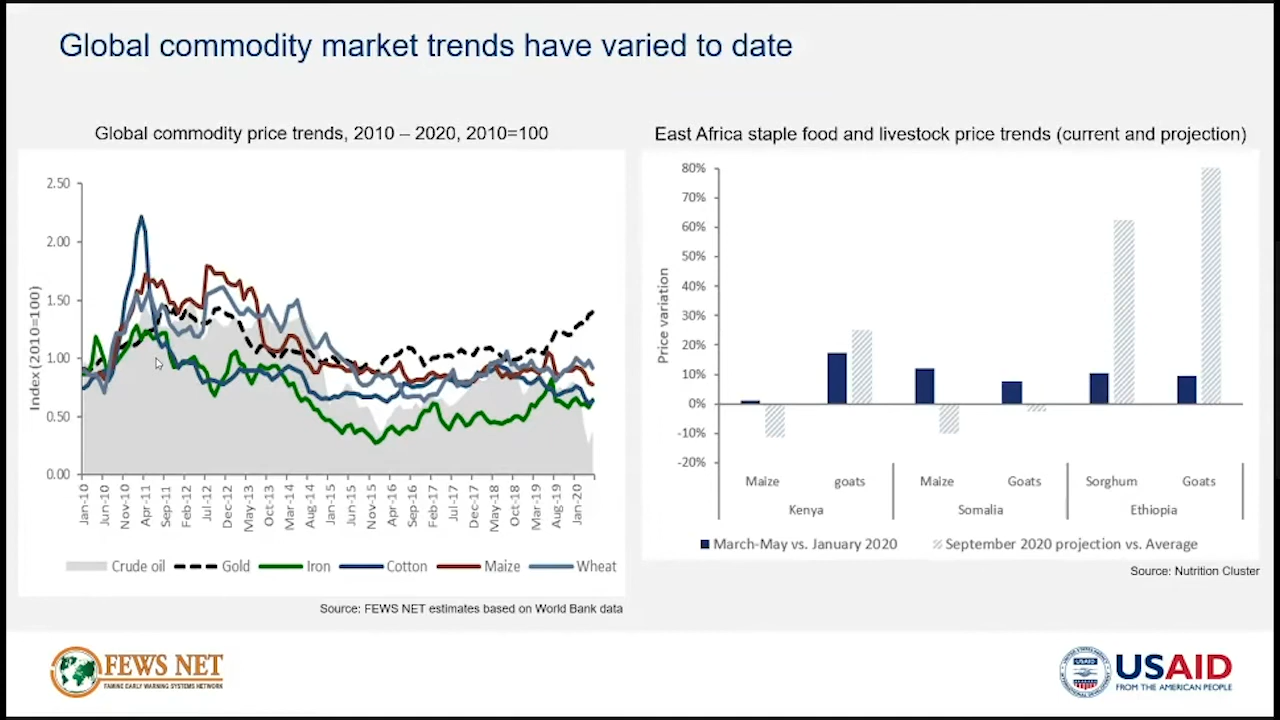 Global commodity market trends have varied to date
Global commodity price trends, 2010 – 2020, 2010=100
2.50
2.00
1.50
1.00
0.50
0.00
Index (2010=100)
Jan-10 Jun-10 Nov-10 Apr-11 Sep-11 Feb-12 Jul-12 Dec-12 May-13 Oct-13 Mar-14 Aug-14 Jan-15 Jun-15 Nov-15 Apr-16 Sep-16 Feb-17 Jul-17 Dec-17 May-18 Oct-18 Mar-19 Aug-19 Jan-20
Crude oil Gold Iron Cotton Maize Wheat
Source: FEWS NET estimates based on World Bank data
East Africa staple food and livestock price trends (current and projection)
80%
70%
60%
50%
40%
30%
20%
10%
0%
-10%
-20%
Price variation
Maize goats Maize Goats Sorghum Goats
Kenya Somalia Ethiopia
March-May vs. January 2020 September 2020 projection vs. Average
Source: Nutrition Cluster
FEWS NET
FAMINE EARLY WARNING SYSTEMS NETWORK
USAID
USAID
FROM THE AMERICAN PEOPLE